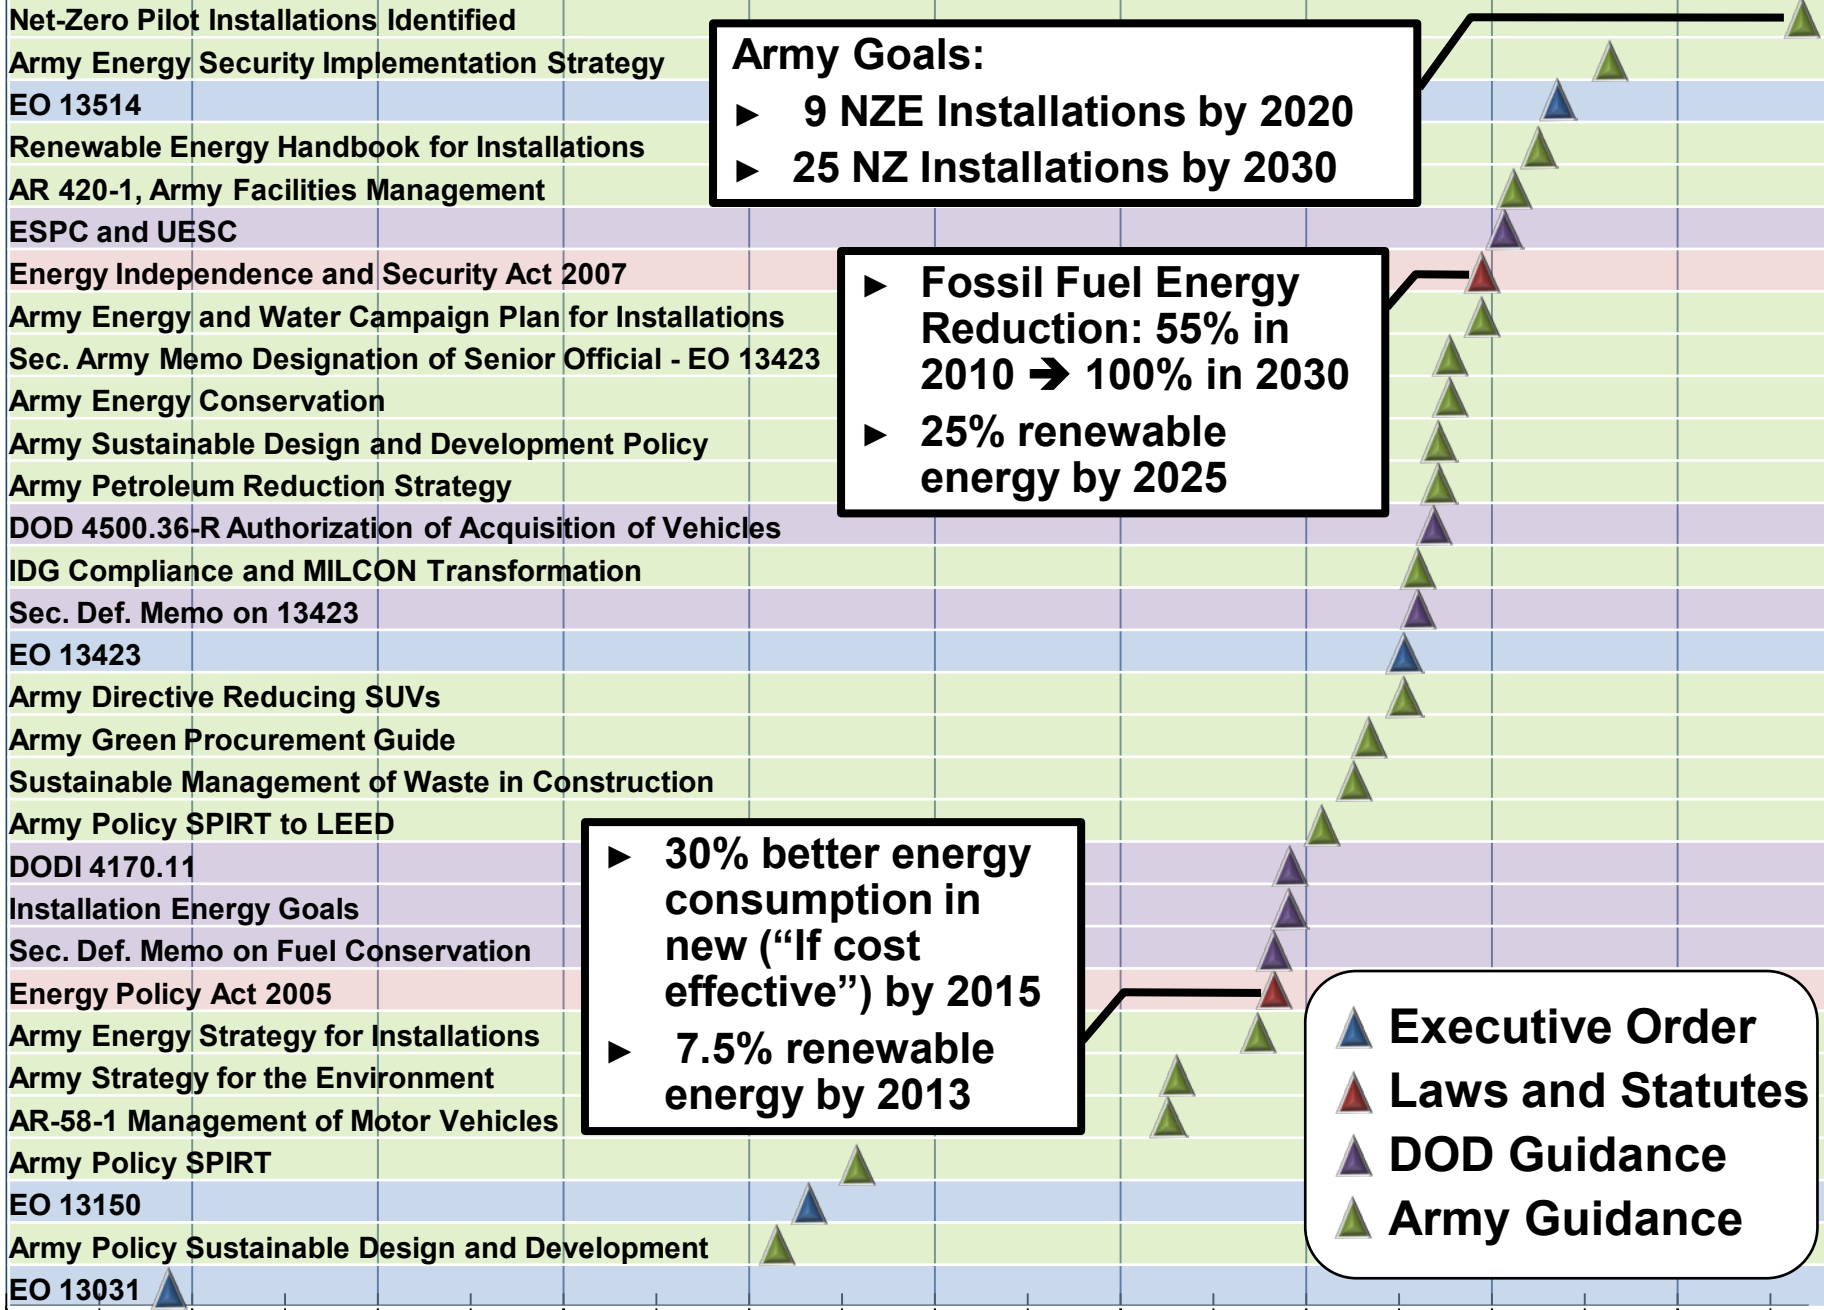 Net-Zero Pilot Installations Identified
Army Energy Security Implementation Strategy
EO 13514
Renewable Energy Handbook for Installations
AR 420-1, Army Facilities Management
ESPC and UESC
Energy Independence and Security Act 2007
Army Energy and Water Campaign Plan for Installations
Sec. Army Memo Designation of Senior Official - EO 13423
Army Energy Conservation
Army Sustainable Design and Development Policy
Army Petroleum Reduction Strategy
DOD 4500.36-R Authorization of Acquisition of Vehicles
IDG Compliance and MILCON Transformation
Sec. Def. Memo on 13423
EO 13423
Army Directive Reducing SUVs
Army Green Procurement Guide
Sustainable Management of Waste in Construction
Army Policy SPIRT to LEED
DODI 4170.11
Installation Energy Goals
Sec. Def. Memo on Fuel Conservation
Energy Policy Act 2005
Army Energy Strategy for Installations
Army Strategy for the Environment
AR-58-1 Management of Motor Vehicles
Army Policy SPIRT
EO 13150
Army Policy Sustainable Design and Development
EO 13031
Army Goals:
► 9 NZE Installations by 2020
► 25 NZ Installations by 2030
► Fossil Fuel Energy
Reduction: 55% in
2010 ➔ 100% in 2030
► 25% renewable
energy by 2025
► 30% better energy
consumption in
new (“If cost
effective”) by 2015
► 7.5% renewable
energy by 2013
Executive Order
Laws and Statutes
DOD Guidance
Army Guidance